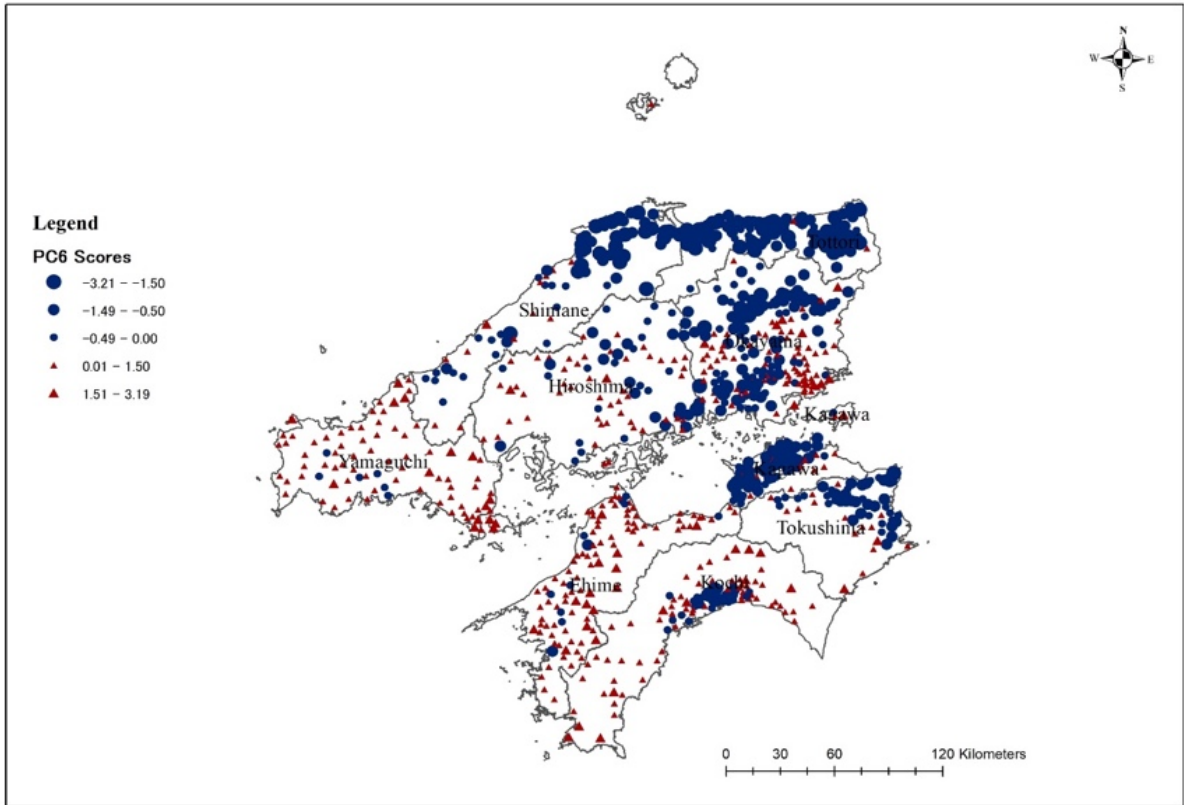 N
W E
S
Legend
PC6 Scores
-3.21 - -1.50
-1.49 - -0.50
-0.49 - 0.00
0.01 - 1.50
1.51 - 3.19
Tottori
Shimane
Okayama
Hiroshima
Kagawa
Yamaguchi
Kagawa
Tokushima
Ehime
Kochi
0 30 60 120 Kilometers